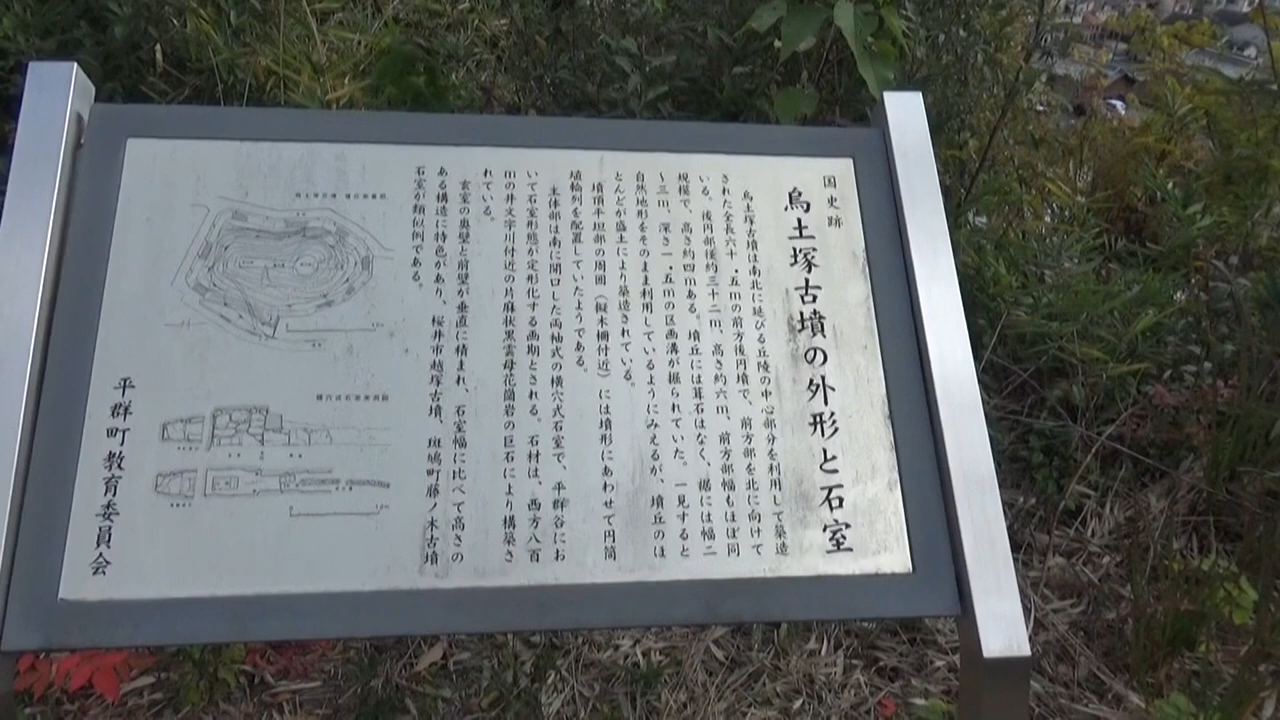 国史跡
烏土塚古墳の外形と石室
烏土塚古墳は南北に延びる丘陵の中心部分を利用して築造
された全長六十・五mの前方後円墳で、前方部を北に向けて
いる。後円部後約三十二m、高さ約六m、前方部幅もほぼ同
規模で、高さ約四mある。墳丘には葺石はなく、裾には幅二
～三m、深さ一・五mの区画溝が掘られていた。一見すると
自然地形をそのまま利用しているようにみえるが、墳丘のほ
とんどが盛土により築造されている。
墳頂平坦部の周囲（擬木柵付近）には墳形にあわせて円筒
埴輪列を配置していたようである。
主体部は南に開口した両袖式の横穴式石室で、平群谷にお
いて石室形態が定形化する画期とされる。石材は、西方八百
mの井文字川付近の片麻状黒雲母花崗岩の巨石により構築さ
れている。
玄室の奥壁と前壁が垂直に積まれ、石室幅に比べて高さの
ある構造に特色があり、桜井市越塚古墳、斑鳩町藤ノ木古墳
石室が類似例である。
平群町教育委員会